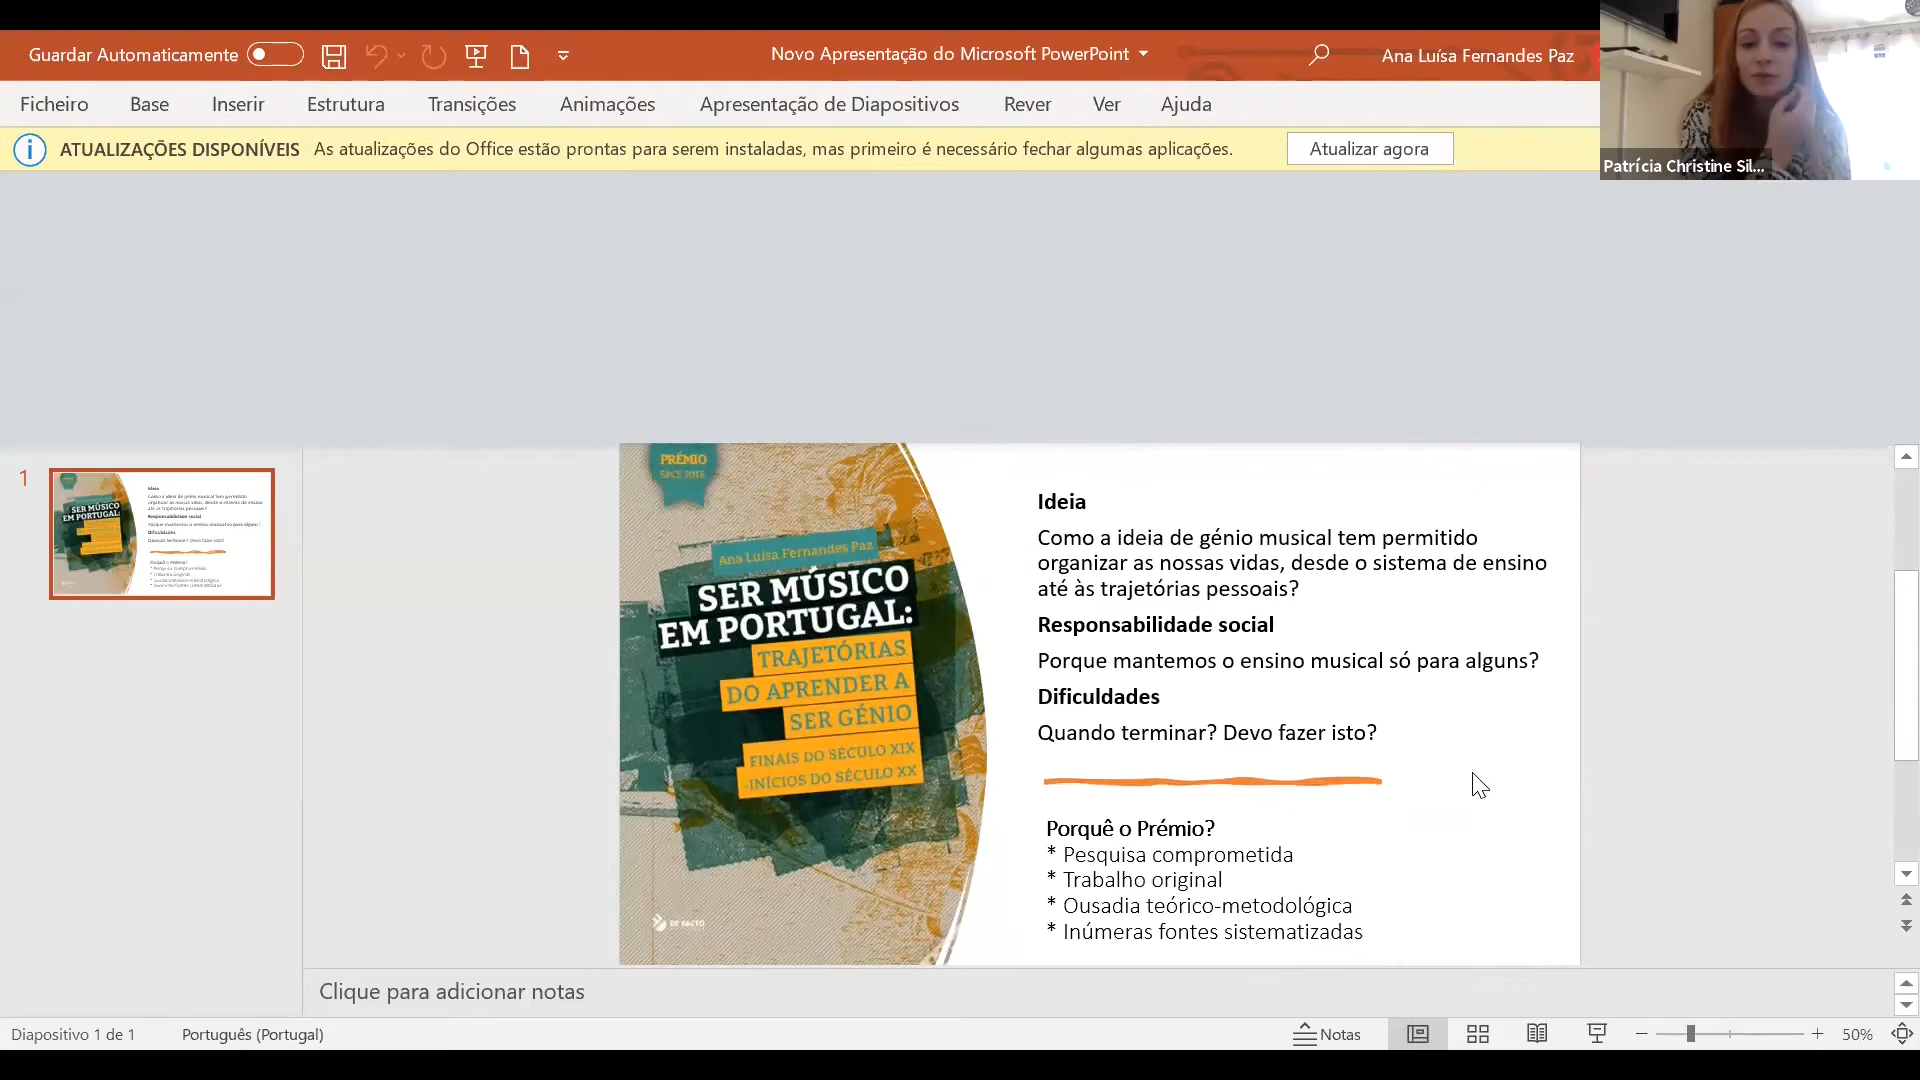 Guardar Automaticamente
Novo Apresentação do Microsoft PowerPoint
Ana Luísa Fernandes Paz
Ficheiro Base Inserir Estrutura Transições Animações Apresentação de Diapositivos Rever Ver Ajuda
ATUALIZAÇÕES DISPONÍVEIS As atualizações do Office estão prontas para serem instaladas, mas primeiro é necessário fechar algumas aplicações. Atualizar agora
Patrícia Christine Sil...
1
SER MÚSICO
EM PORTUGAL:
PRÉMIO
SPCE 2016
Ana Luísa Fernandes Paz
SER MÚSICO
EM PORTUGAL:
TRAJETÓRIAS
DO APRENDER A
SER GÉNIO
FINAIS DO SÉCULO XIX
-INÍCIOS DO SÉCULO XX
DE FACTO
Ideia
Como a ideia de génio musical tem permitido
organizar as nossas vidas, desde o sistema de ensino
até às trajetórias pessoais?
Responsabilidade social
Porque mantemos o ensino musical só para alguns?
Dificuldades
Quando terminar? Devo fazer isto?
Porquê o Prémio?
* Pesquisa comprometida
* Trabalho original
* Ousadia teórico-metodológica
* Inúmeras fontes sistematizadas
Clique para adicionar notas
Diapositivo 1 de 1 Português (Portugal) Notas 50%